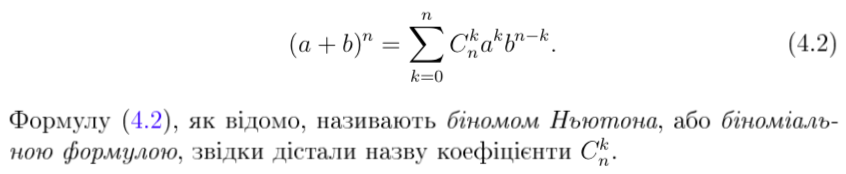 (a + b)^n = \sum_{k=0}^{n} C_n^k a^k b^{n-k}. (4.2)
Формулу (4.2), як відомо, називають біномом Ньютона, або біноміаль-
ною формулою, звідки дістали назву коефіцієнти C_n^k.